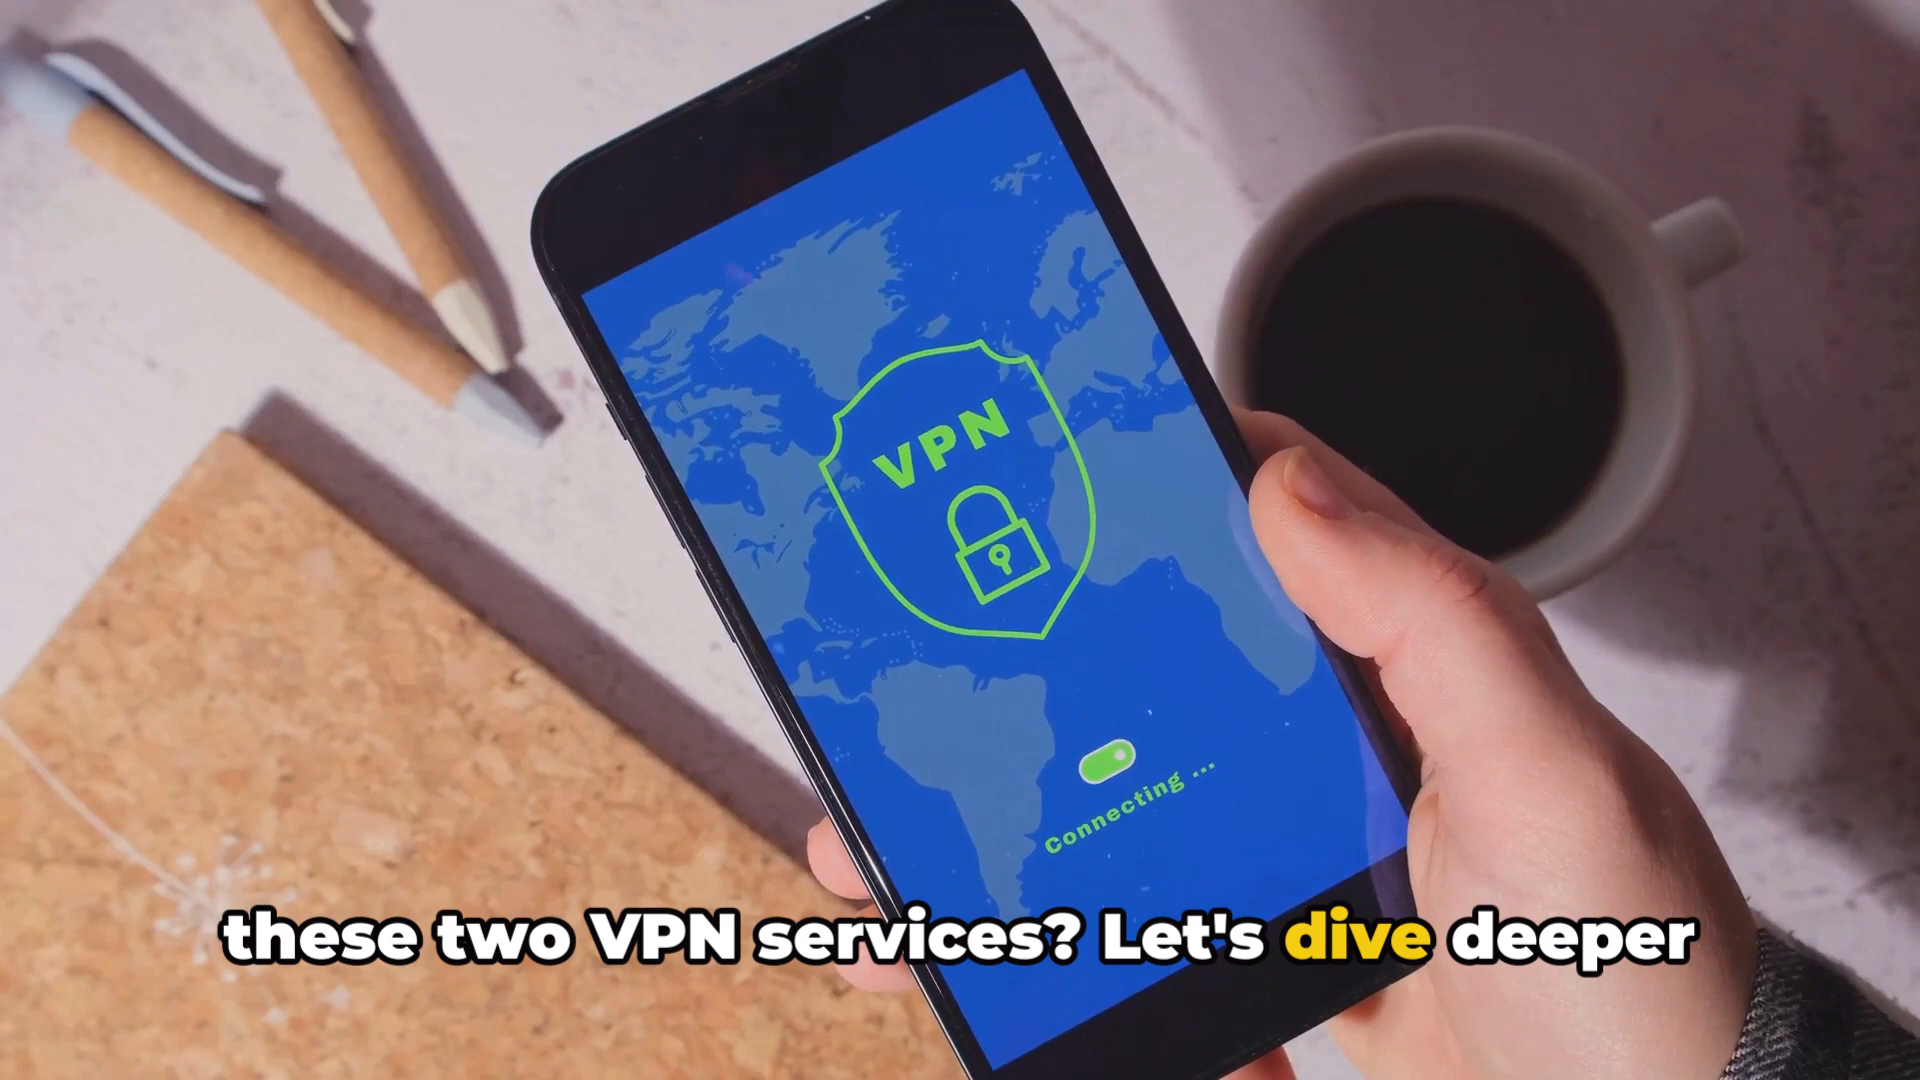 VPN
Connecting ...
these two VPN services? Let's dive deeper